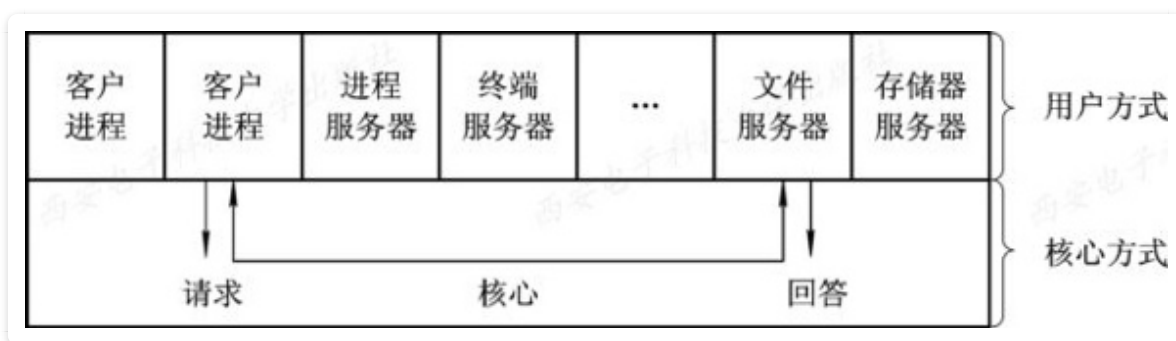 客户
进程
客户
进程
进程
服务器
终端
服务器
...
文件
服务器
存储器
服务器
用户方式
请求
核心
回答
核心方式